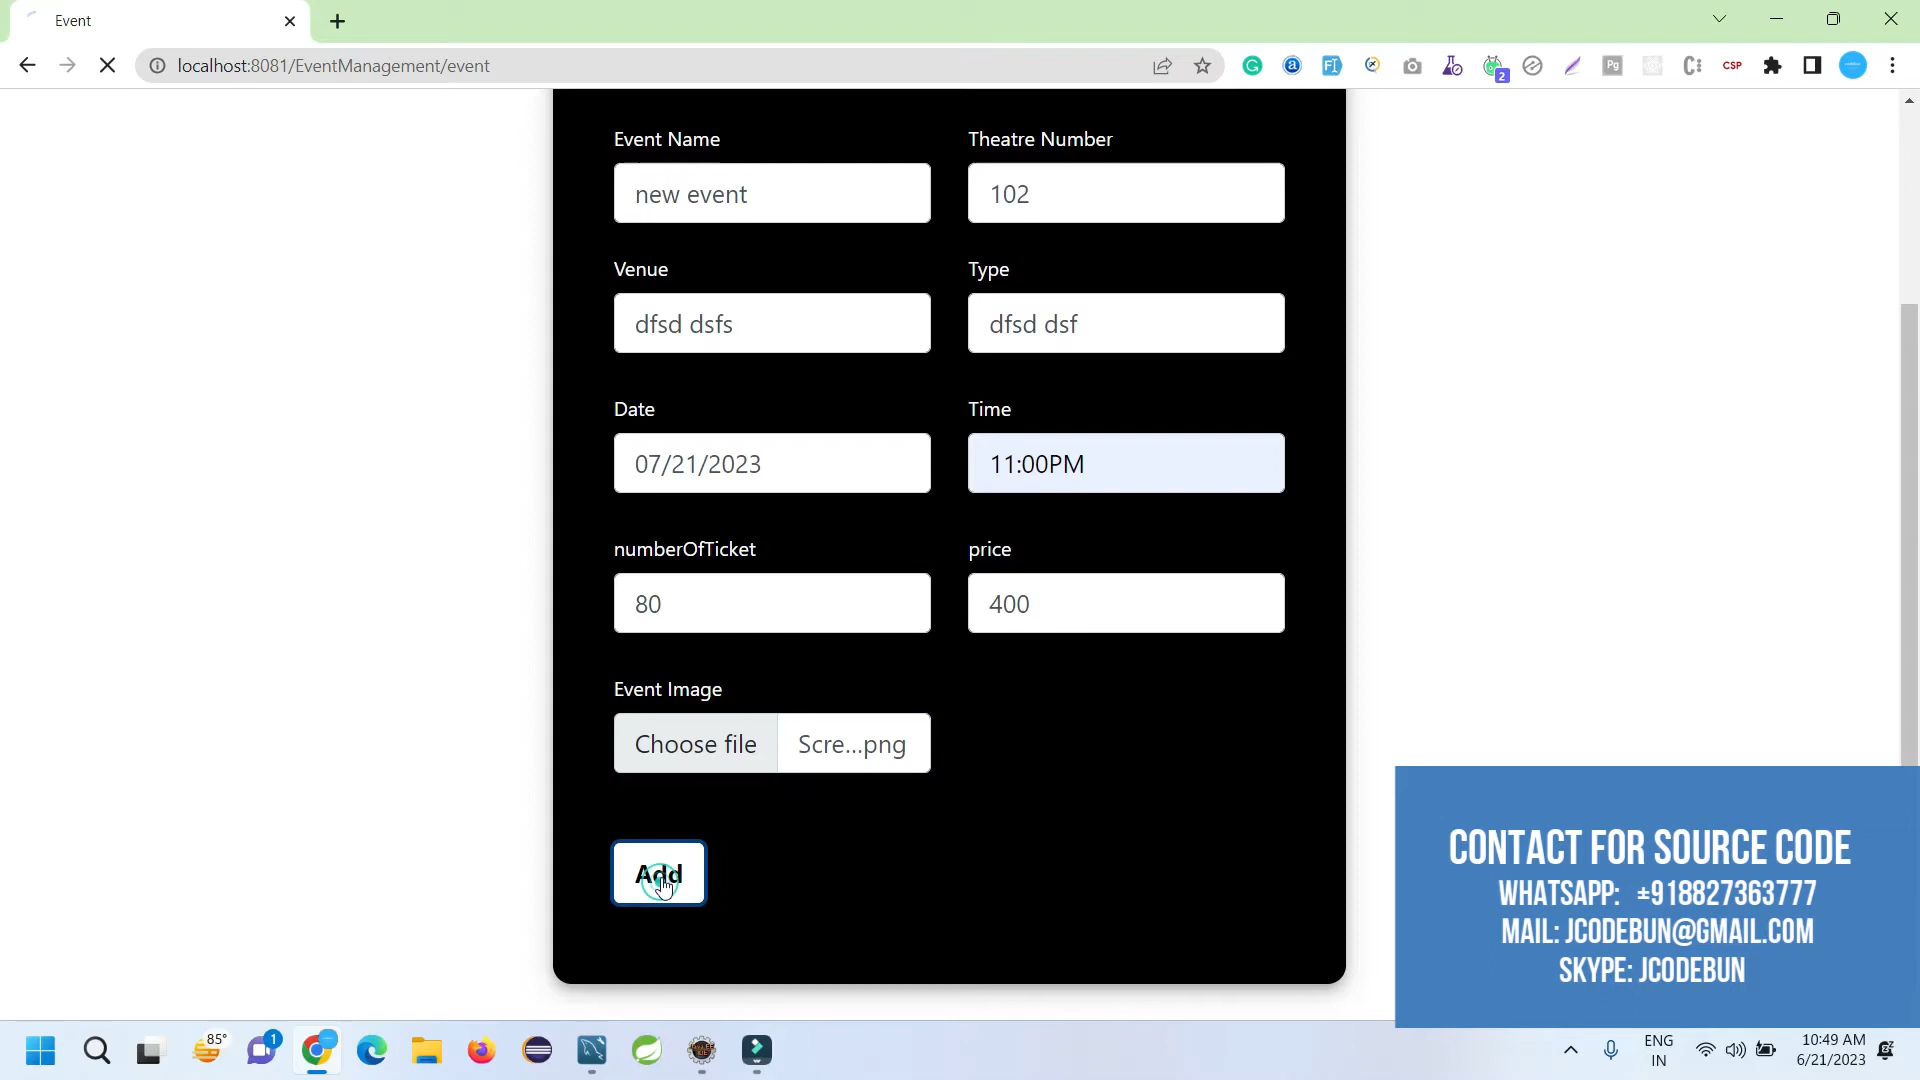 Event
localhost:8081/EventManagement/event
2
CSP
Event Name
Theatre Number
new event
102
Venue
Type
dfsd dsfs
dfsd dsf
Date
Time
07/21/2023
11:00PM
numberOfTicket
price
80
400
Event Image
Choose file
Scre...png
Add
CONTACT FOR SOURCE CODE
WHATSAPP: ±918827363777
MAIL: JCODEBUN@GMAIL.COM
SKYPE: JCODEBUN
85°
1
ENG
IN
10:49 AM
6/21/2023